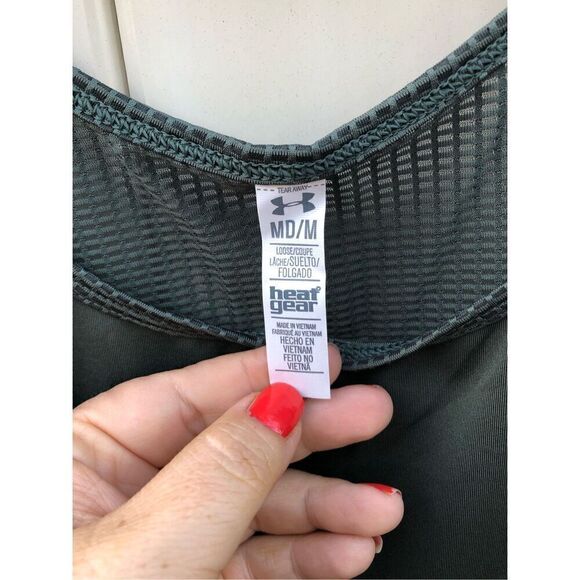 TEAR AWAY
MD/M
LOOSE/COUPE
LÂCHE/SUELTO/
FOLGADO
heat
gear
MADE IN VIETNAM
FABRIQUÉ AU VIETNAM
HECHO EN
VIETNAM
FEITO NO
VIETNÃ